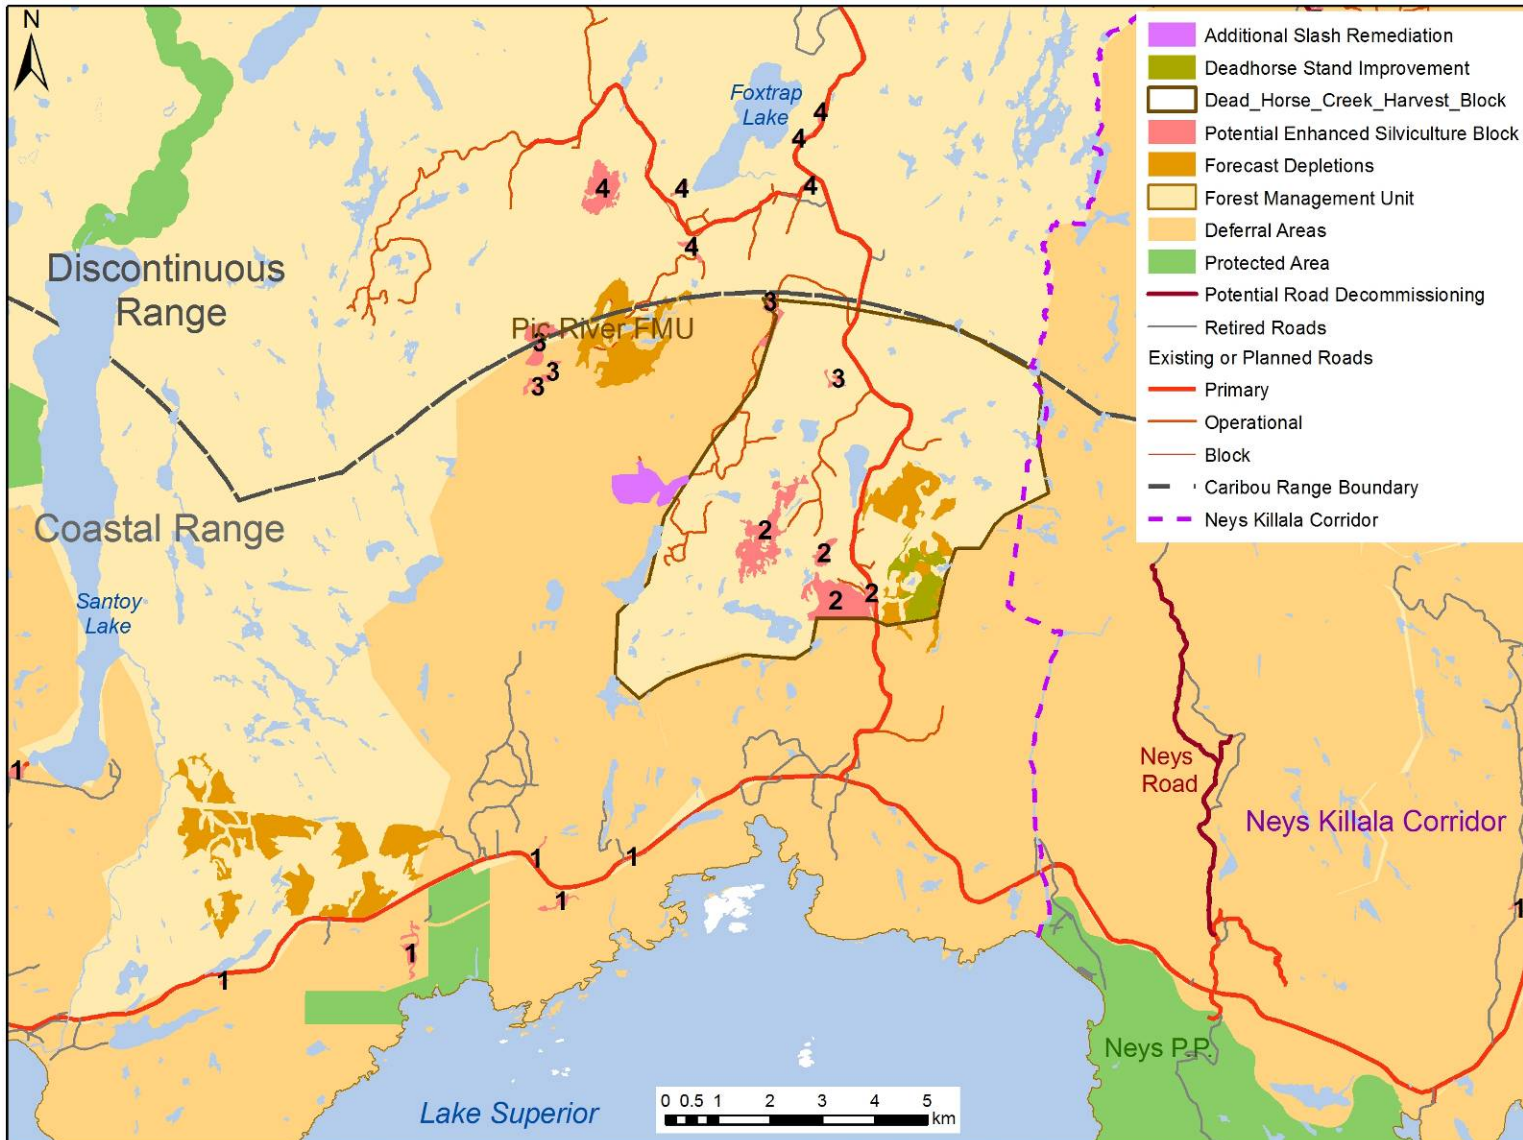 N
Foxtrap
Lake
4
4
4
4
4
4
Discontinuous
Range
3
Pic River FMU
3
3
3
3
Coastal Range
2
2
2
2
Santoy
Lake
1
Neys
Road
Neys Killala Corridor
1
1
1
1
1
1
Neys P.P.
Lake Superior
0 0.5 1 2 3 4 5
km
Additional Slash Remediation
Deadhorse Stand Improvement
Dead_Horse_Creek_Harvest_Block
Potential Enhanced Silviculture Block
Forecast Depletions
Forest Management Unit
Deferral Areas
Protected Area
Potential Road Decommissioning
Retired Roads
Existing or Planned Roads
Primary
Operational
Block
Caribou Range Boundary
Neys Killala Corridor